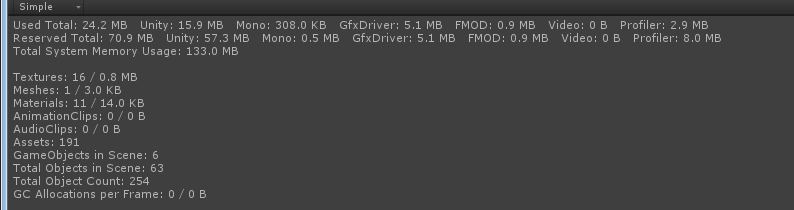 Simple
Used Total: 24.2 MB Unity: 15.9 MB Mono: 308.0 KB GfxDriver: 5.1 MB FMOD: 0.9 MB Video: 0 B Profiler: 2.9 MB
Reserved Total: 70.9 MB Unity: 57.3 MB Mono: 0.5 MB GfxDriver: 5.1 MB FMOD: 0.9 MB Video: 0 B Profiler: 8.0 MB
Total System Memory Usage: 133.0 MB
Textures: 16 / 0.8 MB
Meshes: 1 / 3.0 KB
Materials: 11 / 14.0 KB
AnimationClips: 0 / 0 B
AudioClips: 0 / 0 B
Assets: 191
GameObjects in Scene: 6
Total Objects in Scene: 63
Total Object Count: 254
GC Allocations per Frame: 0 / 0 B